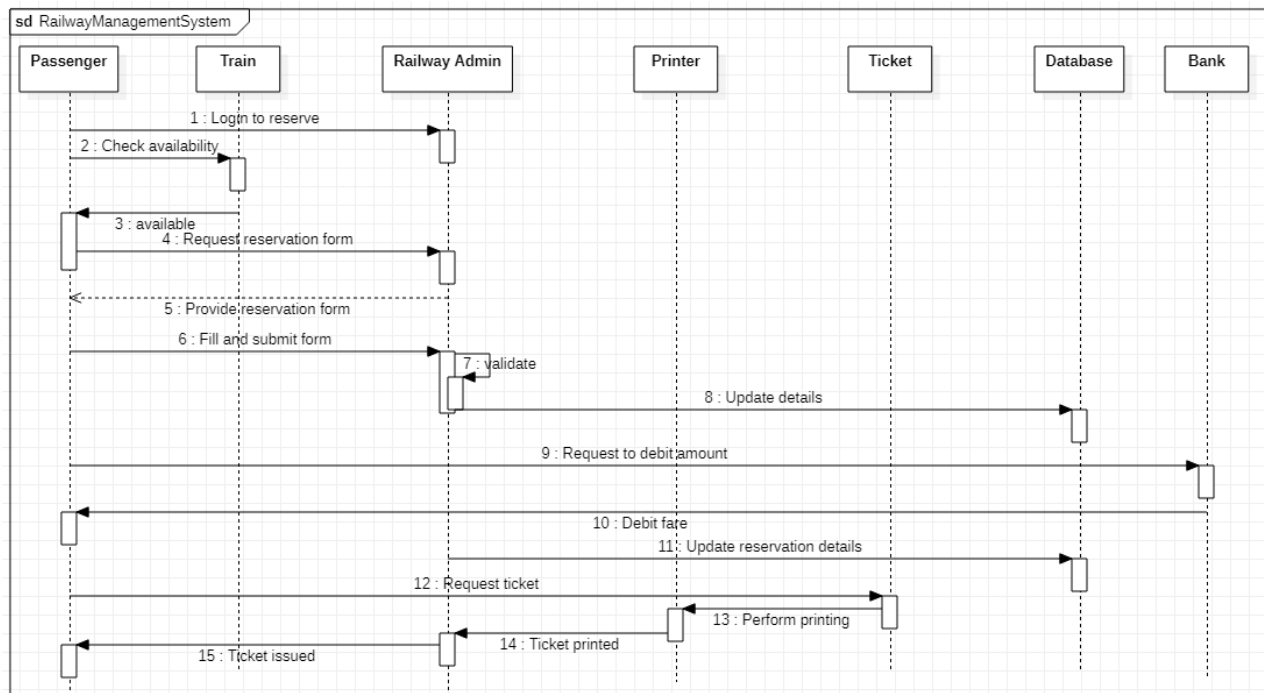 sd RailwayManagementSystem
Passenger Train Railway Admin Printer Ticket Database Bank
1 : Login to reserve
2 : Check availability
3 : available
4 : Request reservation form
5 : Provide reservation form
6 : Fill and submit form
7 : validate
8 : Update details
9 : Request to debit amount
10 : Debit fare
11 : Update reservation details
12 : Request ticket
13 : Perform printing
14 : Ticket printed
15 : Ticket issued